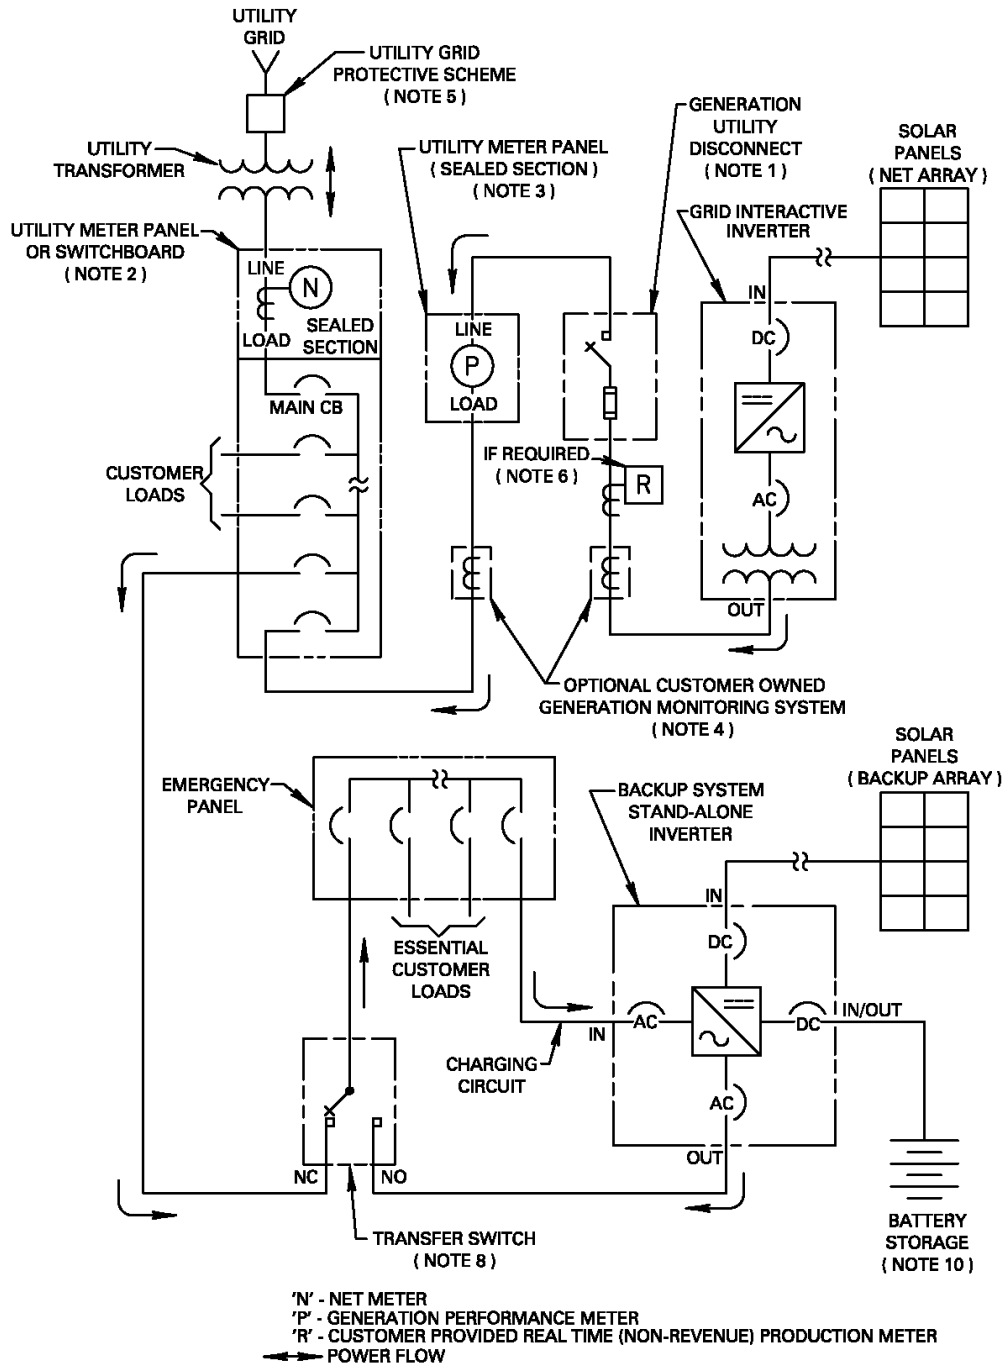 UTILITY
GRID
UTILITY GRID
PROTECTIVE SCHEME
( NOTE 5 )
UTILITY
TRANSFORMER
UTILITY METER PANEL
OR SWITCHBOARD
( NOTE 2 )
LINE
N
LOAD
SEALED
SECTION
MAIN CB
CUSTOMER
LOADS
UTILITY METER PANEL
( SEALED SECTION )
( NOTE 3 )
LINE
P
LOAD
GENERATION
UTILITY
DISCONNECT
( NOTE 1 )
IF REQUIRED
( NOTE 6 )
R
GRID INTERACTIVE
INVERTER
IN
DC
AC
OUT
SOLAR
PANELS
( NET ARRAY )
OPTIONAL CUSTOMER OWNED
GENERATION MONITORING SYSTEM
( NOTE 4 )
EMERGENCY
PANEL
ESSENTIAL
CUSTOMER
LOADS
BACKUP SYSTEM
STAND-ALONE
INVERTER
SOLAR
PANELS
( BACKUP ARRAY )
IN
DC
IN
AC
DC
IN/OUT
AC
OUT
CHARGING
CIRCUIT
NC
NO
TRANSFER SWITCH
( NOTE 8 )
BATTERY
STORAGE
( NOTE 10 )
'N' - NET METER
'P' - GENERATION PERFORMANCE METER
'R' - CUSTOMER PROVIDED REAL TIME (NON-REVENUE) PRODUCTION METER
POWER FLOW